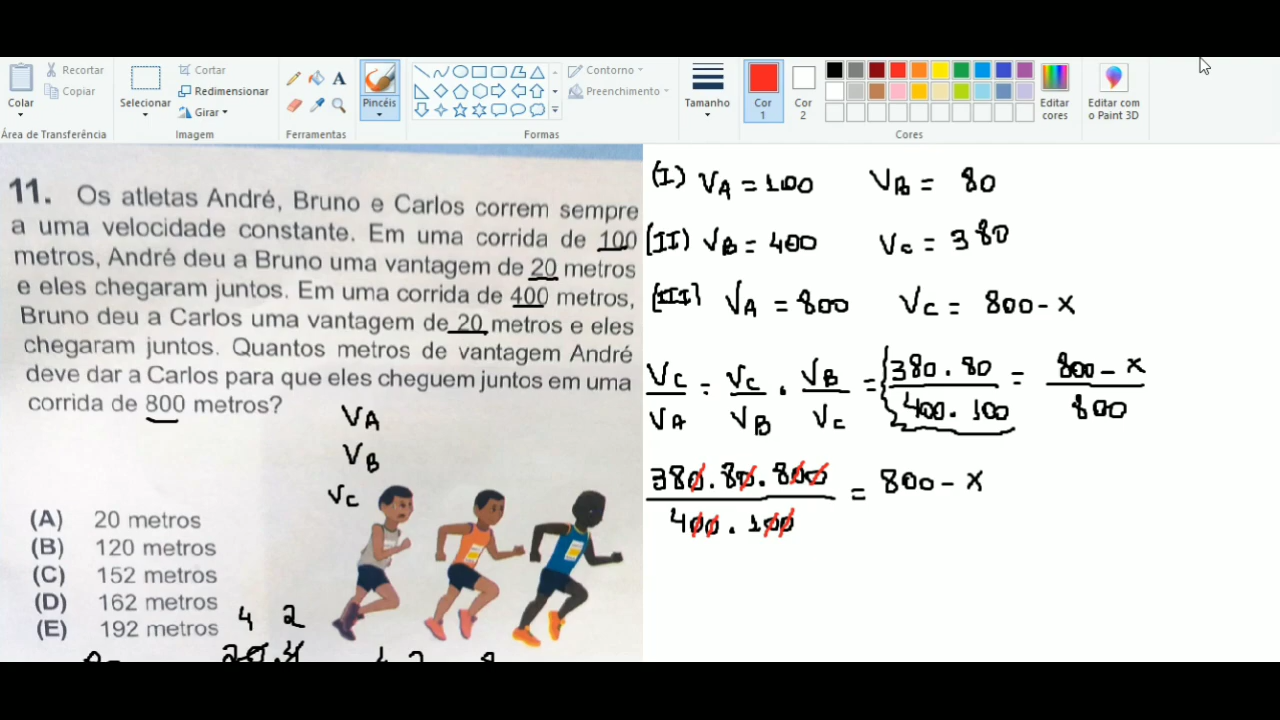 Colar
Recortar
Copiar
Área de Transferência
Selecionar
Cortar
Redimensionar
Girar
Imagem
A
Ferramentas
Pincéis
Contorno
Preenchimento
Formas
Tamanho
Cor 1
Cor 2
Editar cores
Editar com o Paint 3D
Cores
11. Os atletas André, Bruno e Carlos correm sempre
a uma velocidade constante. Em uma corrida de 100
metros, André deu a Bruno uma vantagem de 20 metros
e eles chegaram juntos. Em uma corrida de 400 metros,
Bruno deu a Carlos uma vantagem de 20 metros e eles
chegaram juntos. Quantos metros de vantagem André
deve dar a Carlos para que eles cheguem juntos em uma
corrida de 800 metros?
VA
VB
VC
(A) 20 metros
(B) 120 metros
(C) 152 metros
(D) 162 metros
(E) 192 metros
4 2
(I) VA = 100 VB = 80
(II) VB = 400 VC = 380
(III) VA = 800 VC = 800 - x
VC/VA = VC/VB . VB/VC = 380 . 80/400 . 100 = 800 - x/800
380 . 80 . 800/400 . 100 = 800 - x